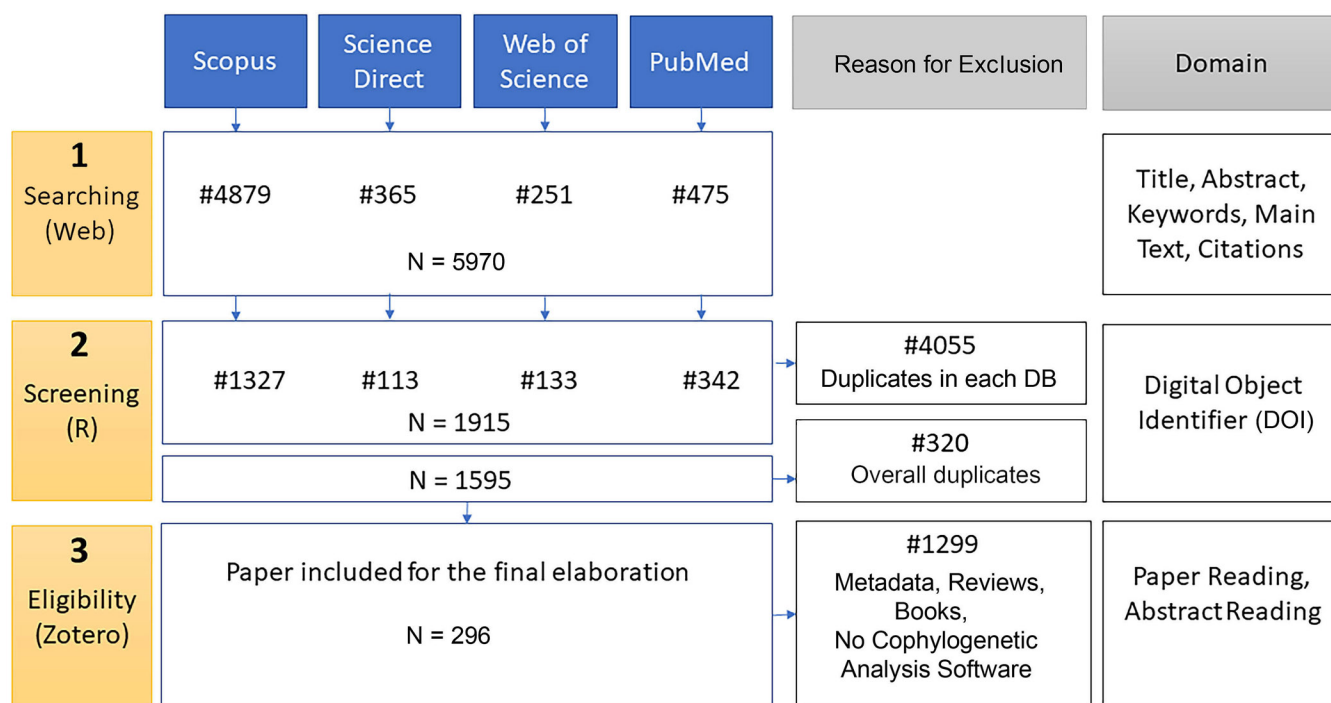 Scopus
Science
Direct
Web of
Science
PubMed
Reason for Exclusion
Domain
1
Searching
(Web)
#4879
#365
#251
#475
N = 5970
Title, Abstract,
Keywords, Main
Text, Citations
2
Screening
(R)
#1327
#113
#133
#342
N = 1915
N = 1595
#4055
Duplicates in each DB
#320
Overall duplicates
Digital Object
Identifier (DOI)
3
Eligibility
(Zotero)
Paper included for the final elaboration
N = 296
#1299
Metadata, Reviews,
Books,
No Cophylogenetic
Analysis Software
Paper Reading,
Abstract Reading